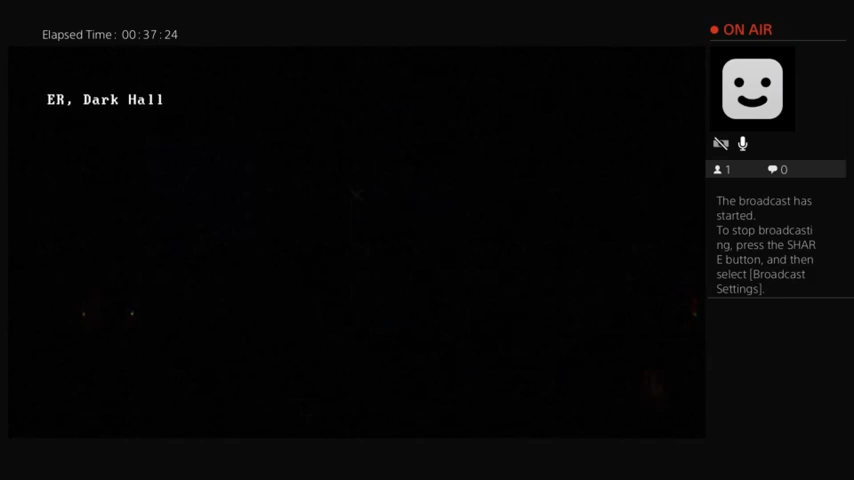 Elapsed Time: 00:37:24
ON AIR
ER, Dark Hall
1
0
The broadcast has
started.
To stop broadcasti
ng, press the SHAR
E button, and then
select [Broadcast
Settings].